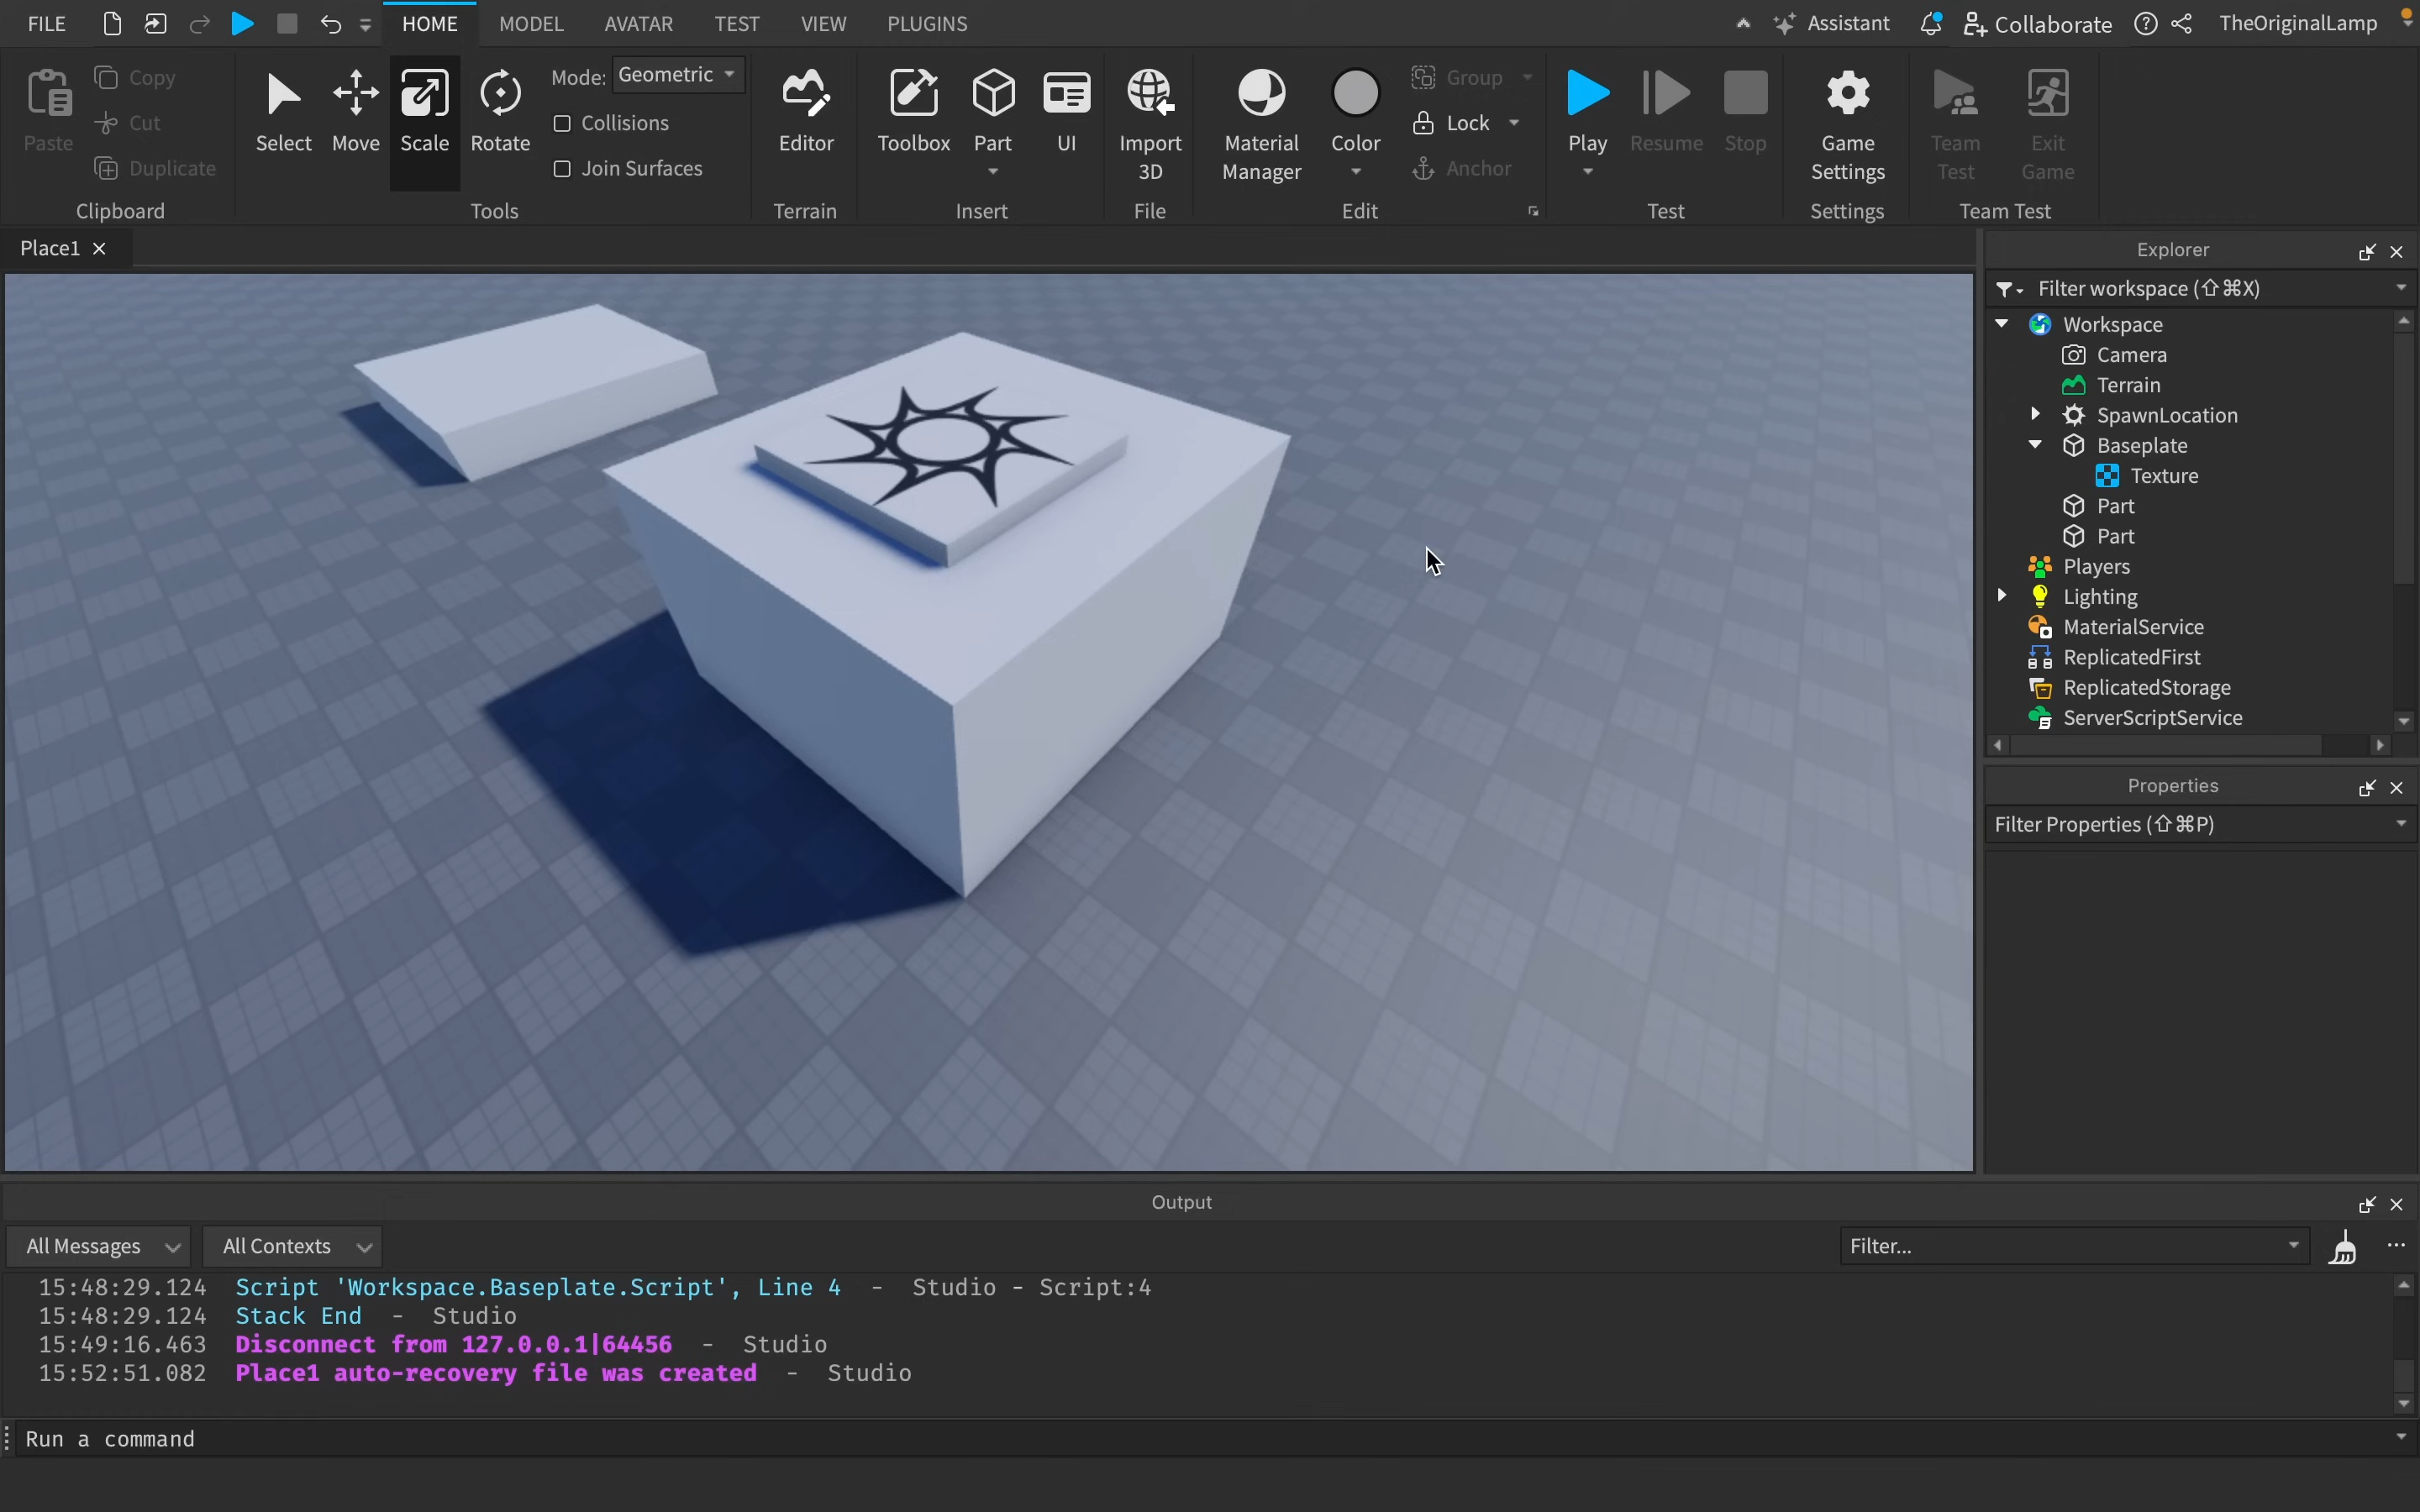 FILE HOME MODEL AVATAR TEST VIEW PLUGINS Assistant Collaborate TheOriginalLamp
Paste
Copy
Cut
Duplicate
Clipboard
Select Move Scale Rotate
Mode: Geometric
Collisions
Join Surfaces
Tools
Editor
Terrain
Toolbox Part UI
Insert
Import
3D
File
Material
Manager
Color
Group
Lock
Anchor
Edit
Play Resume Stop
Test
Game
Settings
Settings
Team
Test
Exit
Game
Team Test
Place1
Explorer
Filter workspace (⇧⌘X)
Workspace
Camera
Terrain
SpawnLocation
Baseplate
Texture
Part
Part
Players
Lighting
MaterialService
ReplicatedFirst
ReplicatedStorage
ServerScriptService
Properties
Filter Properties (⇧⌘P)
Output
All Messages All Contexts Filter...
15:48:29.124 Script 'Workspace.Baseplate.Script', Line 4 - Studio - Script:4
15:48:29.124 Stack End - Studio
15:49:16.463 Disconnect from 127.0.0.1|64456 - Studio
15:52:51.082 Place1 auto-recovery file was created - Studio
Run a command